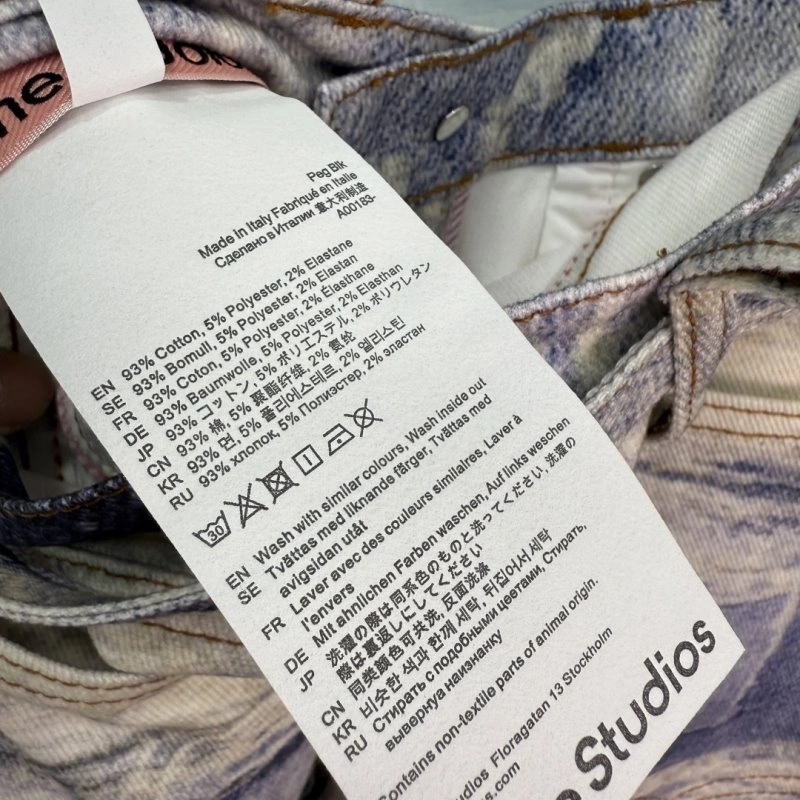 Peg Blk
Made in Italy Fabriqué en Italie
Сделано в Италии 意大利制造
A00183-
EN 93% Cotton, 5% Polyester, 2% Elastane
SE 93% Bomull, 5% Polyester, 2% Elastan
FR 93% Coton, 5% Polyester, 2% Élasthane
DE 93% Baumwolle, 5% Polyester, 2% Elasthan
JP 93% コットン, 5% ポリエステル, 2% ポリウレタン
CN 93% 棉, 5% 聚酯纤维, 2% 氨纶
KR 93% 면, 5% 폴리에스테르, 2% 엘리스틴
RU 93% хлопок, 5% Полиэстер, 2% эластан
30
EN Wash with similar colours, Wash inside out
SE Tvättas med liknande färger, Tvättas med
avigsidan utåt
FR Laver avec des couleurs similaires, Laver à
l'envers
DE Mit ähnlichen Farben waschen, Auf links weschen
JP 洗濯の際は同系色のものと洗ってください, 洗濯の
際は裏返しにしてください
CN 同类颜色可共洗, 反面洗涤
KR 비슷한 색과 함께 세탁, 뒤집어서 세탁
RU Стирать с подобными цветами, Стирать,
вывернув наизнанку
Contains non-textile parts of animal origin.
Floragatan 13 Stockholm
s.com
Studios